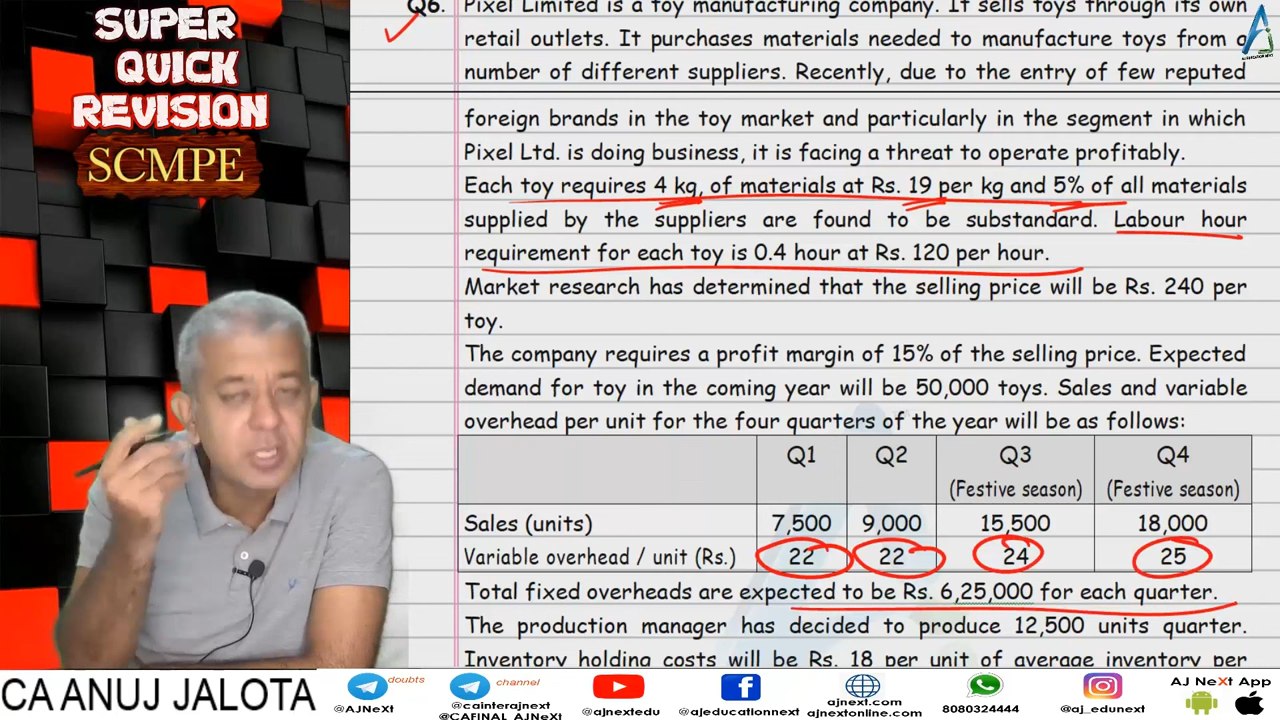 SUPER
QUICK
REVISION
SCMPE
Q6.
Pixel Limited is a toy manufacturing company. It sells toys through its own
retail outlets. It purchases materials needed to manufacture toys from a
number of different suppliers. Recently, due to the entry of few reputed
foreign brands in the toy market and particularly in the segment in which
Pixel Ltd. is doing business, it is facing a threat to operate profitably.
Each toy requires 4 kg, of materials at Rs. 19 per kg and 5% of all materials
supplied by the suppliers are found to be substandard. Labour hour
requirement for each toy is 0.4 hour at Rs. 120 per hour.
Market research has determined that the selling price will be Rs. 240 per
toy.
The company requires a profit margin of 15% of the selling price. Expected
demand for toy in the coming year will be 50,000 toys. Sales and variable
overhead per unit for the four quarters of the year will be as follows:
Q1 Q2 Q3 Q4
(Festive season) (Festive season)
Sales (units) 7,500 9,000 15,500 18,000
Variable overhead / unit (Rs.) 22 22 24 25
Total fixed overheads are expected to be Rs. 6,25,000 for each quarter.
The production manager has decided to produce 12,500 units quarter.
Inventory holding costs will be Rs. 18 per unit of average inventory per
CA ANUJ JALOTA
doubts
@AJNeXt
channel
@cainterajnext
@CAFINAL_AJNeXt
@ajnextedu
@ajeducationnext
ajnext.com
ajnextonline.com
8080324444
@aj_edunext
AJ NeXt App